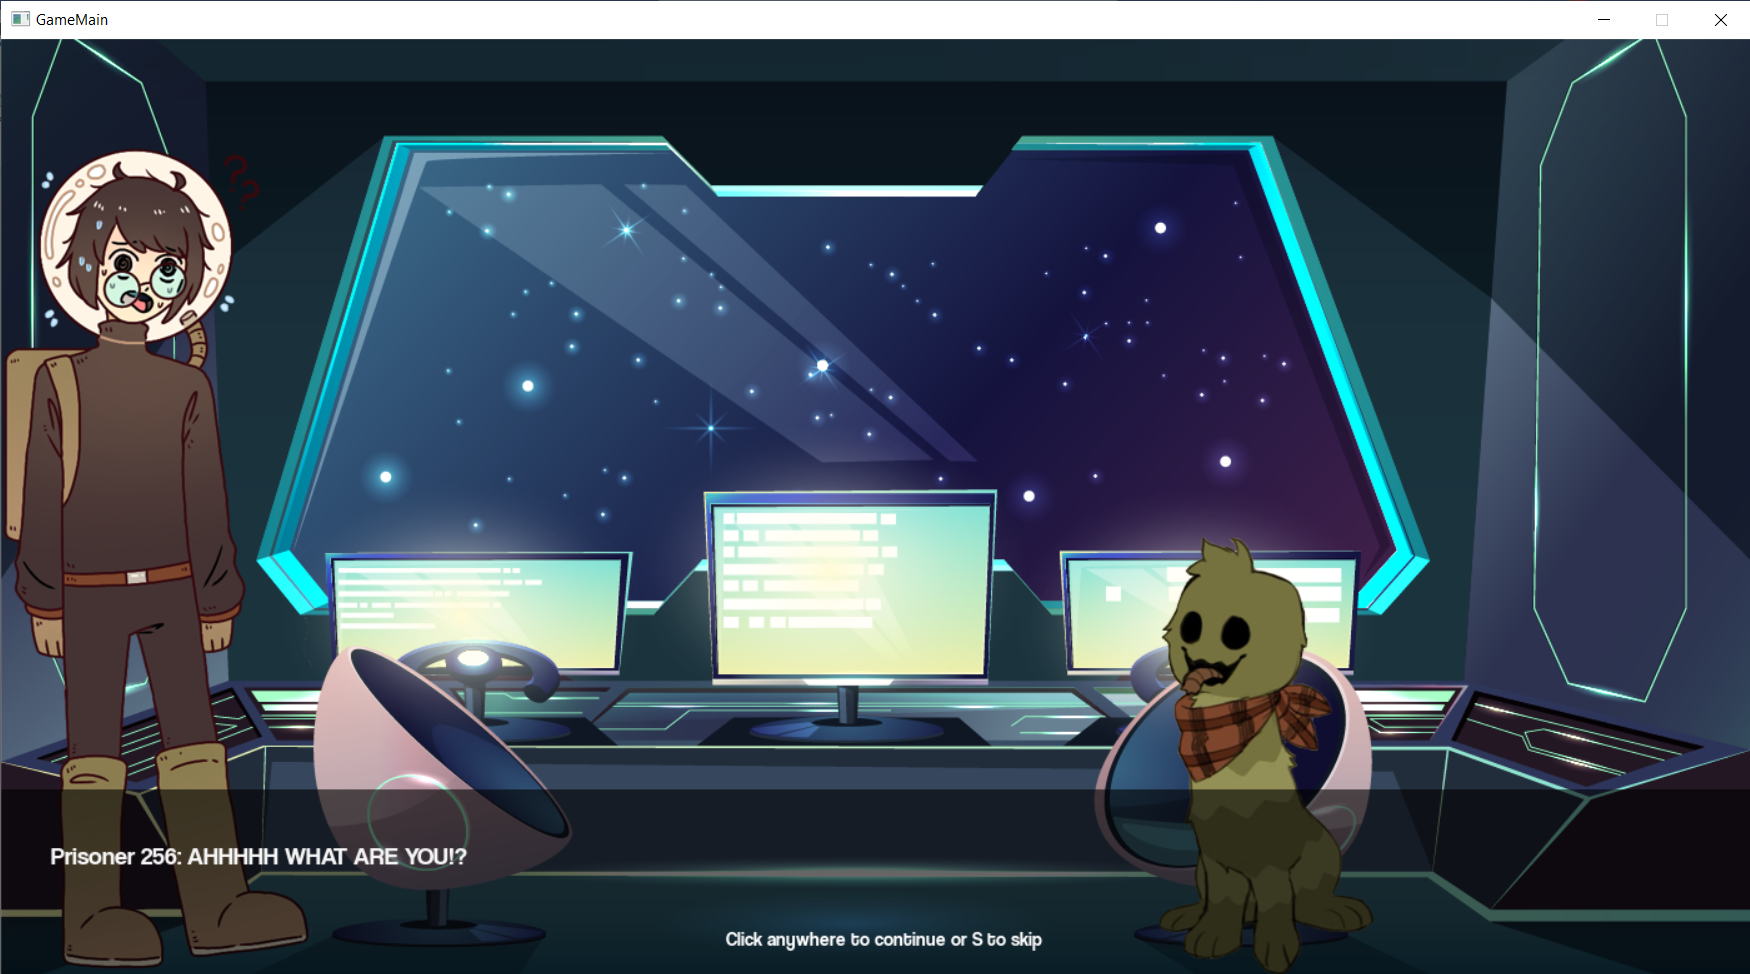 GameMain
??
Prisoner 256: AHHHHH WHAT ARE YOU!?
Click anywhere to continue or S to skip